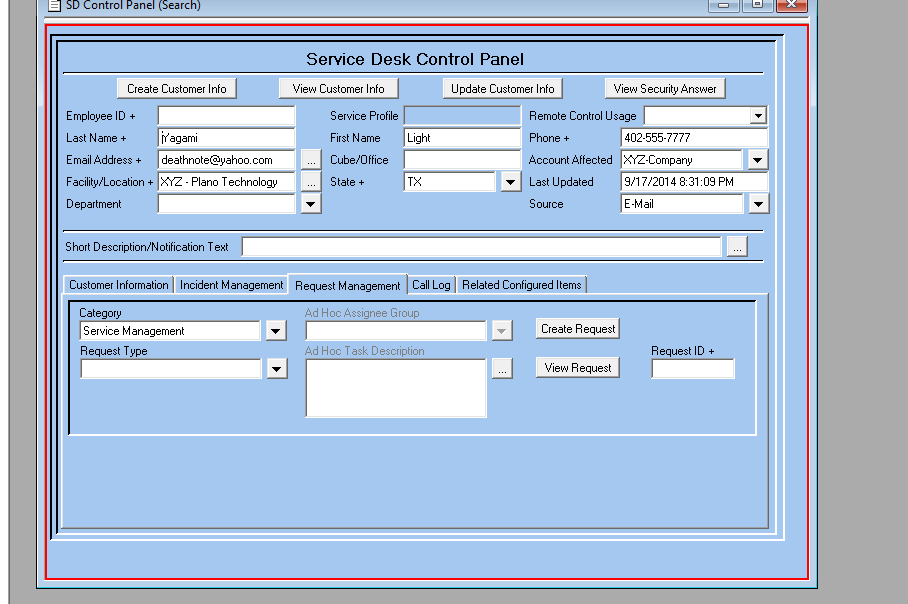 SD Control Panel (Search)
Service Desk Control Panel
Create Customer Info View Customer Info Update Customer Info View Security Answer
Employee ID + Service Profile Remote Control Usage
Last Name + First Name Light Phone + 402-555-7777
Email Address + deathnote@yahoo.com ... Cube/Office Account Affected XYZ-Company
Facility/Location + XYZ - Plano Technology ... State + TX Last Updated 9/17/2014 8:31:09 PM
Department Source E-Mail
Short Description/Notification Text ...
Customer Information Incident Management Request Management Call Log Related Configured Items
Category Ad Hoc Assignee Group
Service Management Create Request
Request Type Ad Hoc Task Description Request ID +
... View Request